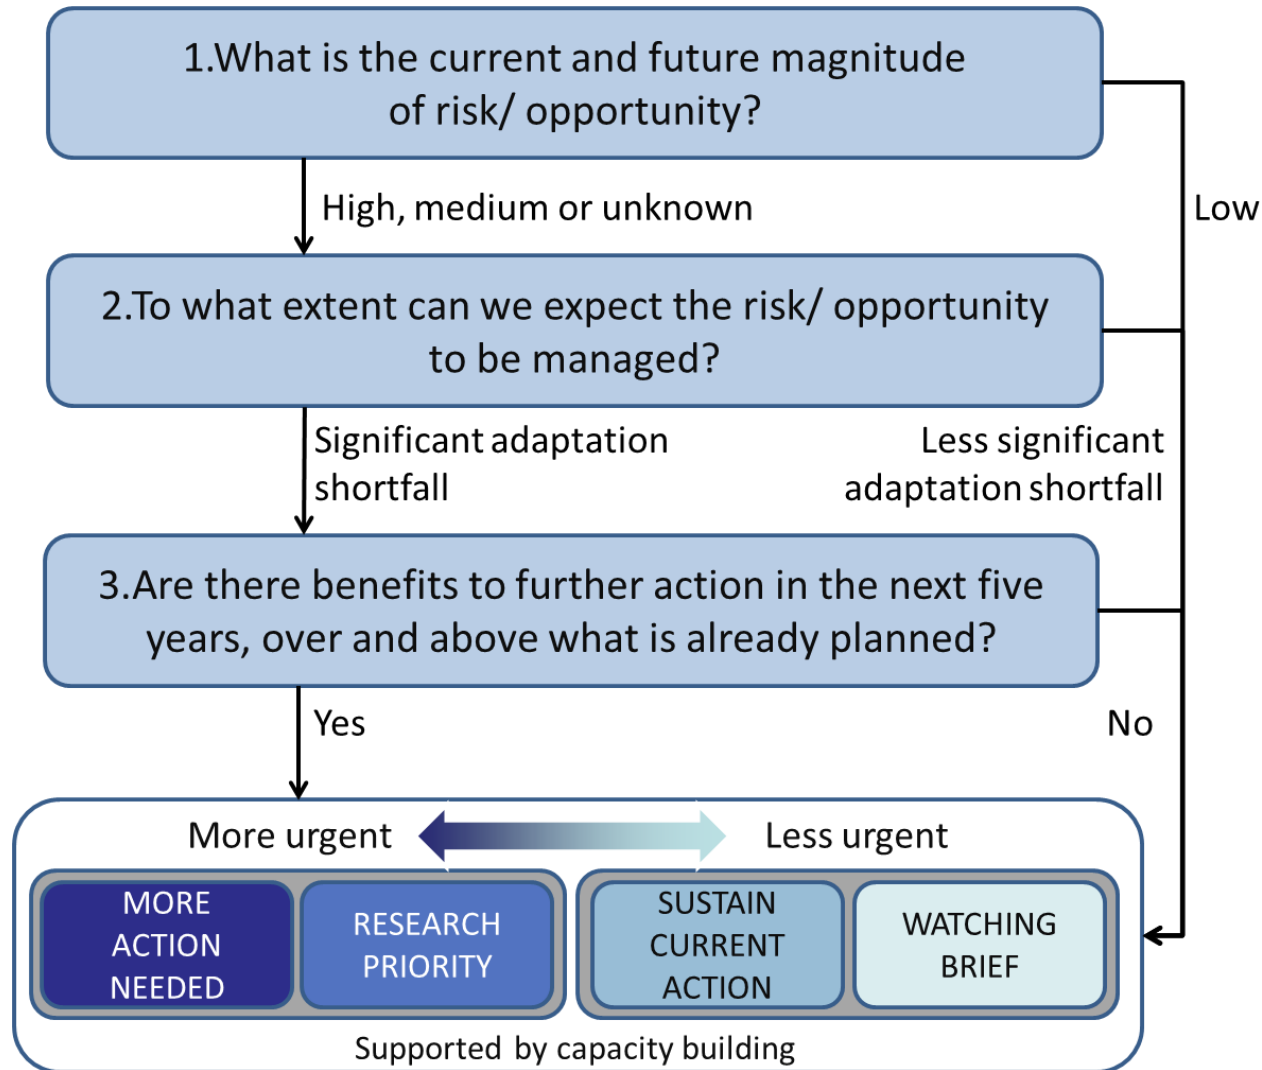 1.What is the current and future magnitude
of risk/ opportunity?
High, medium or unknown
Low
2.To what extent can we expect the risk/ opportunity
to be managed?
Significant adaptation
shortfall
Less significant
adaptation shortfall
3.Are there benefits to further action in the next five
years, over and above what is already planned?
Yes
No
More urgent
Less urgent
MORE
ACTION
NEEDED
RESEARCH
PRIORITY
SUSTAIN
CURRENT
ACTION
WATCHING
BRIEF
Supported by capacity building